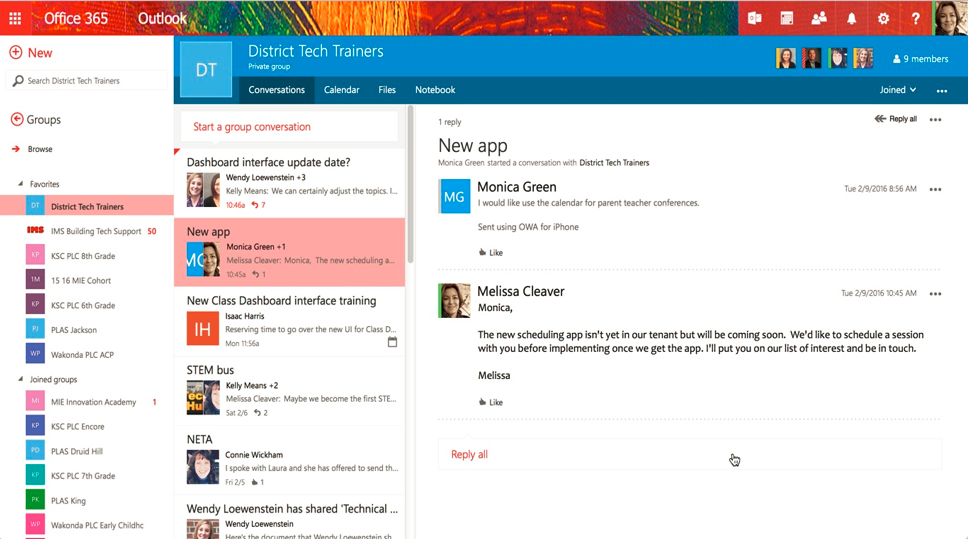 Office 365
Outlook
New
Search District Tech Trainers
Groups
Browse
Favorites
DT District Tech Trainers
IMS IMS Building Tech Support 50
KP KSC PLC 8th Grade
1M 15 16 MIE Cohort
KP KSC PLC 6th Grade
PJ PLAS Jackson
WP Wakonda PLC ACP
Joined groups
MI MIE Innovation Academy 1
KP KSC PLC Encore
PD PLAS Druid Hill
KP KSC PLC 7th Grade
PK PLAS King
WP Wakonda PLC Early Childhc
DT
District Tech Trainers
Private group
9 members
Conversations Calendar Files Notebook
Joined
Start a group conversation
Dashboard interface update date?
Wendy Loewenstein +3
Kelly Means: We can certainly adjust the topics. I...
10:46a 7
New app
MG
Monica Green +1
Melissa Cleaver: Monica, The new scheduling a...
10:45a 1
New Class Dashboard interface training
IH
Isaac Harris
Reserving time to go over the new UI for Class D...
Mon 11:56a
STEM bus
Kelly Means +2
Melissa Cleaver: Maybe we become the first STE...
Sat 2/6 2
NETA
Connie Wickham
I spoke with Laura and she has offered to send th...
Fri 2/5 1
Wendy Loewenstein has shared 'Technical ...
Wendy Loewenstein
Here's the document that Wendy Loewenstein sh
1 reply
Reply all
New app
Monica Green started a conversation with District Tech Trainers
MG
Monica Green
Tue 2/9/2016 8:56 AM
I would like use the calendar for parent teacher conferences.
Sent using OWA for iPhone
Like
Melissa Cleaver
Tue 2/9/2016 10:45 AM
Monica,
The new scheduling app isn't yet in our tenant but will be coming soon. We'd like to schedule a session
with you before implementing once we get the app. I'll put you on our list of interest and be in touch.
Melissa
Like
Reply all